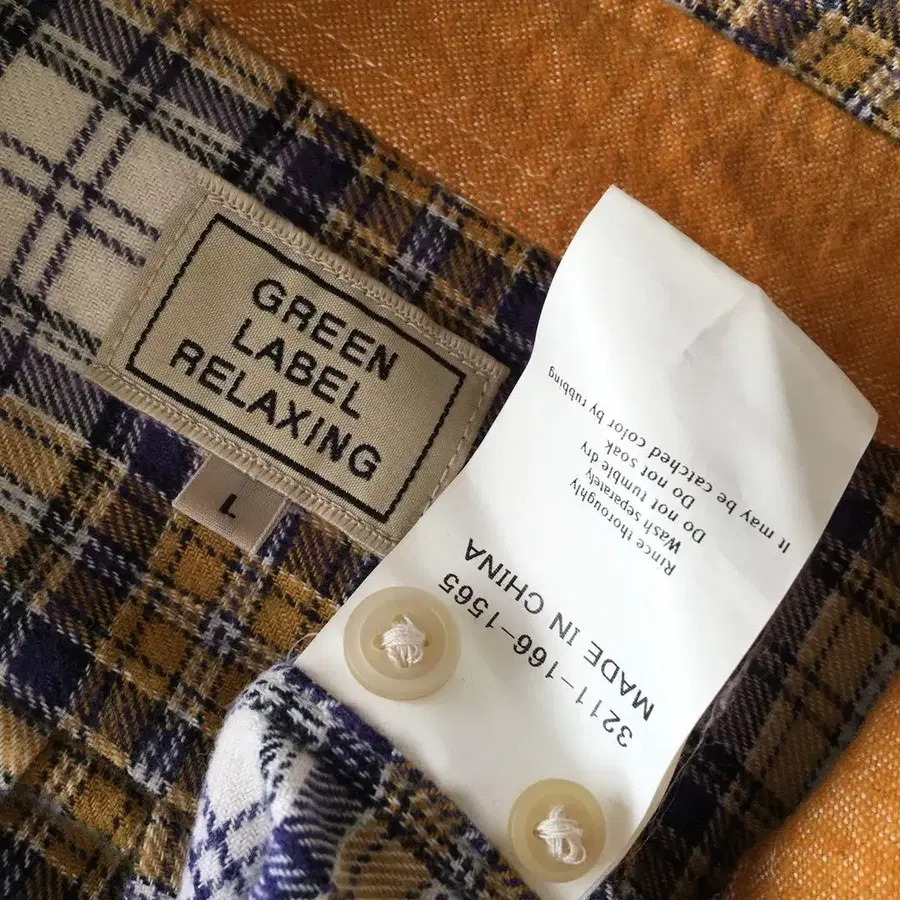 GREEN
LABEL
RELAXING
L
Rince thoroughly
Wash separately
Do not tumble dry
Do not soak
It may be catched color by rubbing
3211-166-1565
MADE IN CHINA